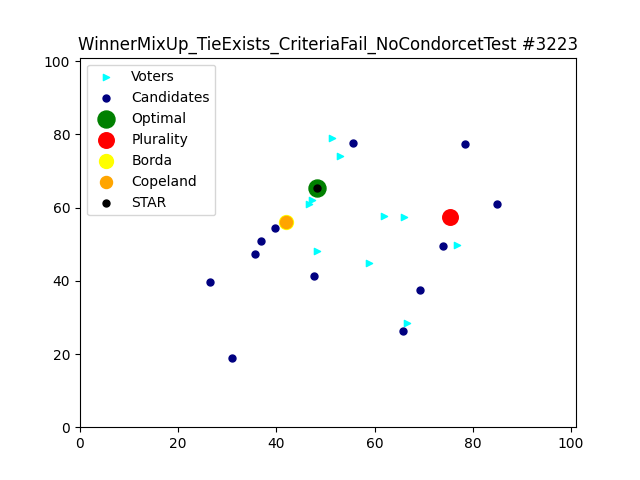 WinnerMixUp_TieExists_CriteriaFail_NoCondorcetTest #3223
100
80
60
40
20
0
Voters
Candidates
Optimal
Plurality
Borda
Copeland
STAR
0 20 40 60 80 100